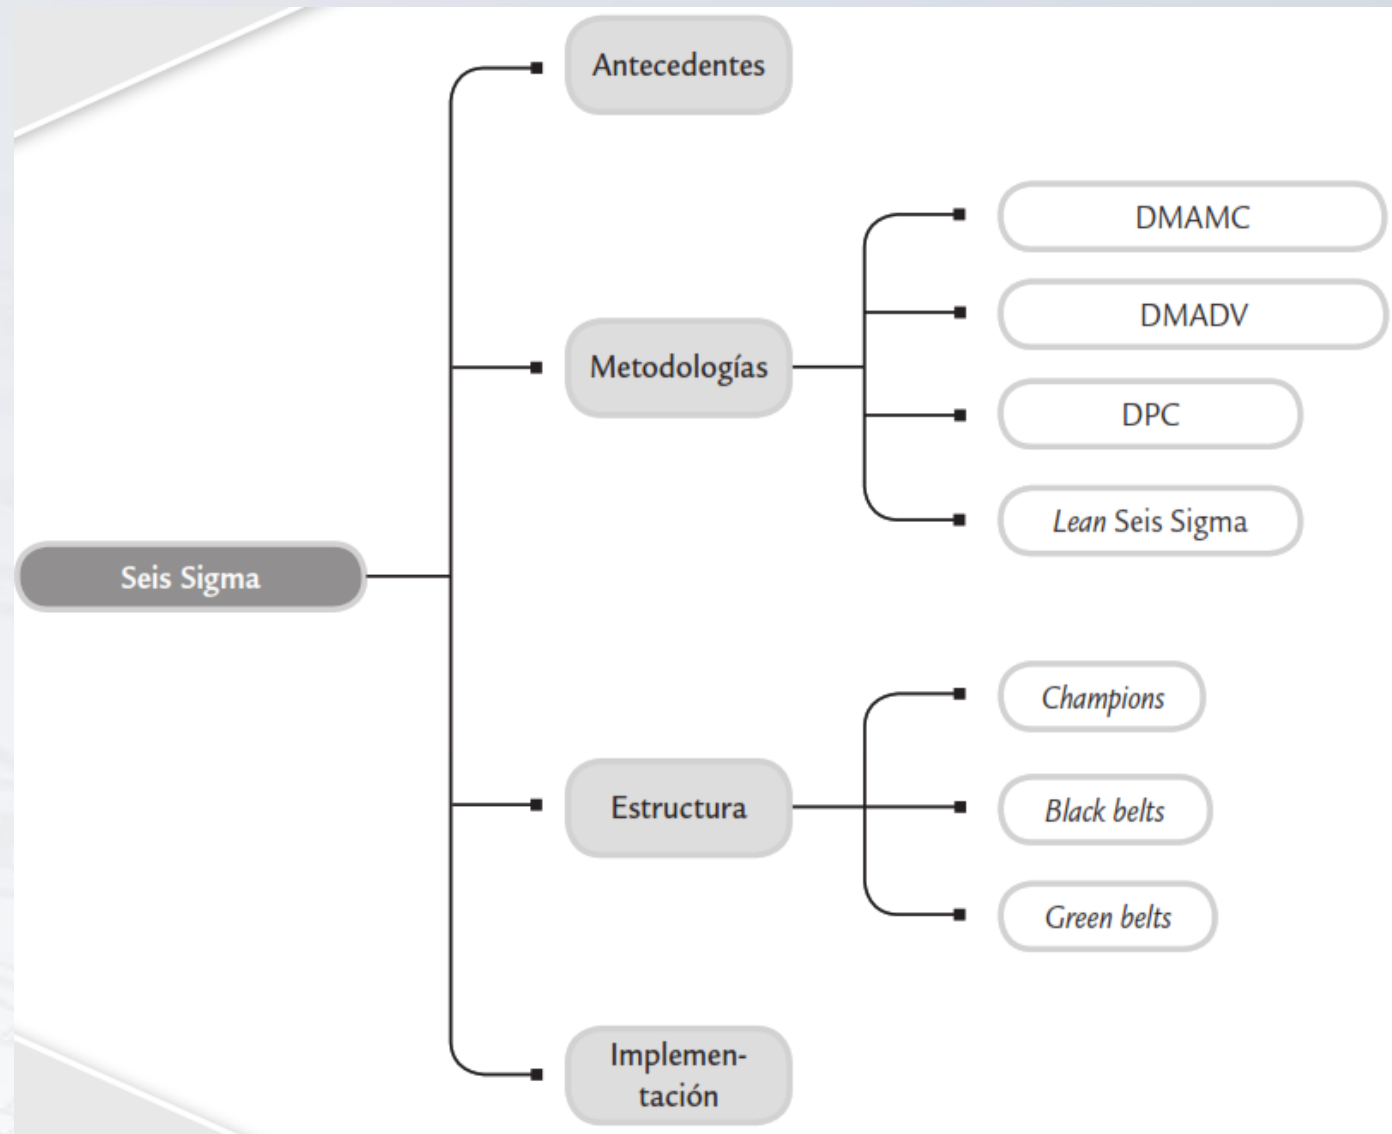 Antecedentes
DMAMC
DMADV
Metodologías
DPC
Lean Seis Sigma
Seis Sigma
Champions
Estructura
Black belts
Green belts
Implemen-
tación